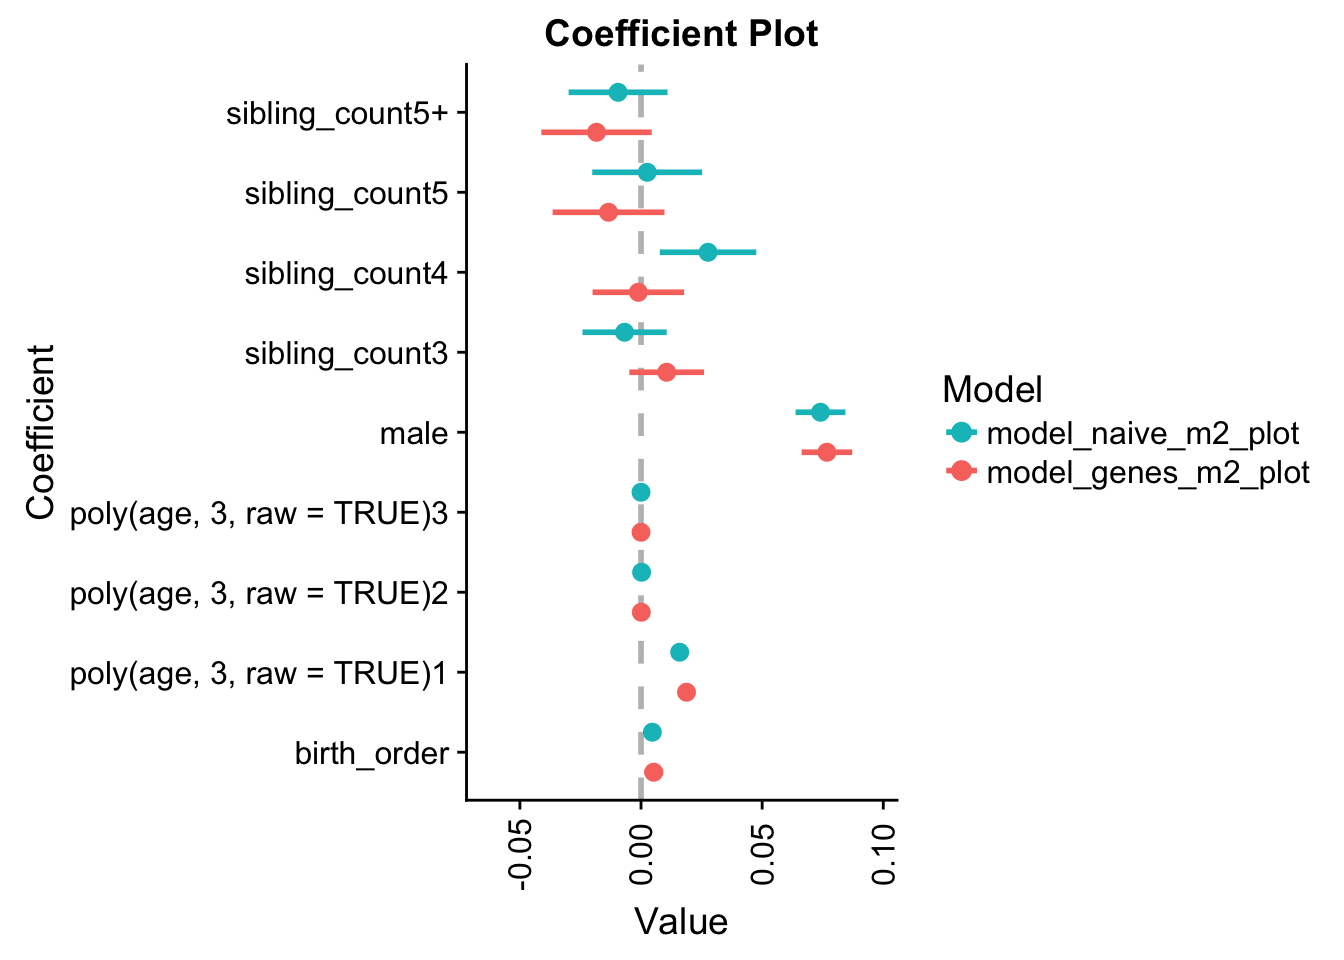 Coefficient Plot
Coefficient
sibling_count5+
sibling_count5
sibling_count4
sibling_count3
male
poly(age, 3, raw = TRUE)3
poly(age, 3, raw = TRUE)2
poly(age, 3, raw = TRUE)1
birth_order
-0.05
0.00
0.05
0.10
Value
Model
model_naive_m2_plot
model_genes_m2_plot